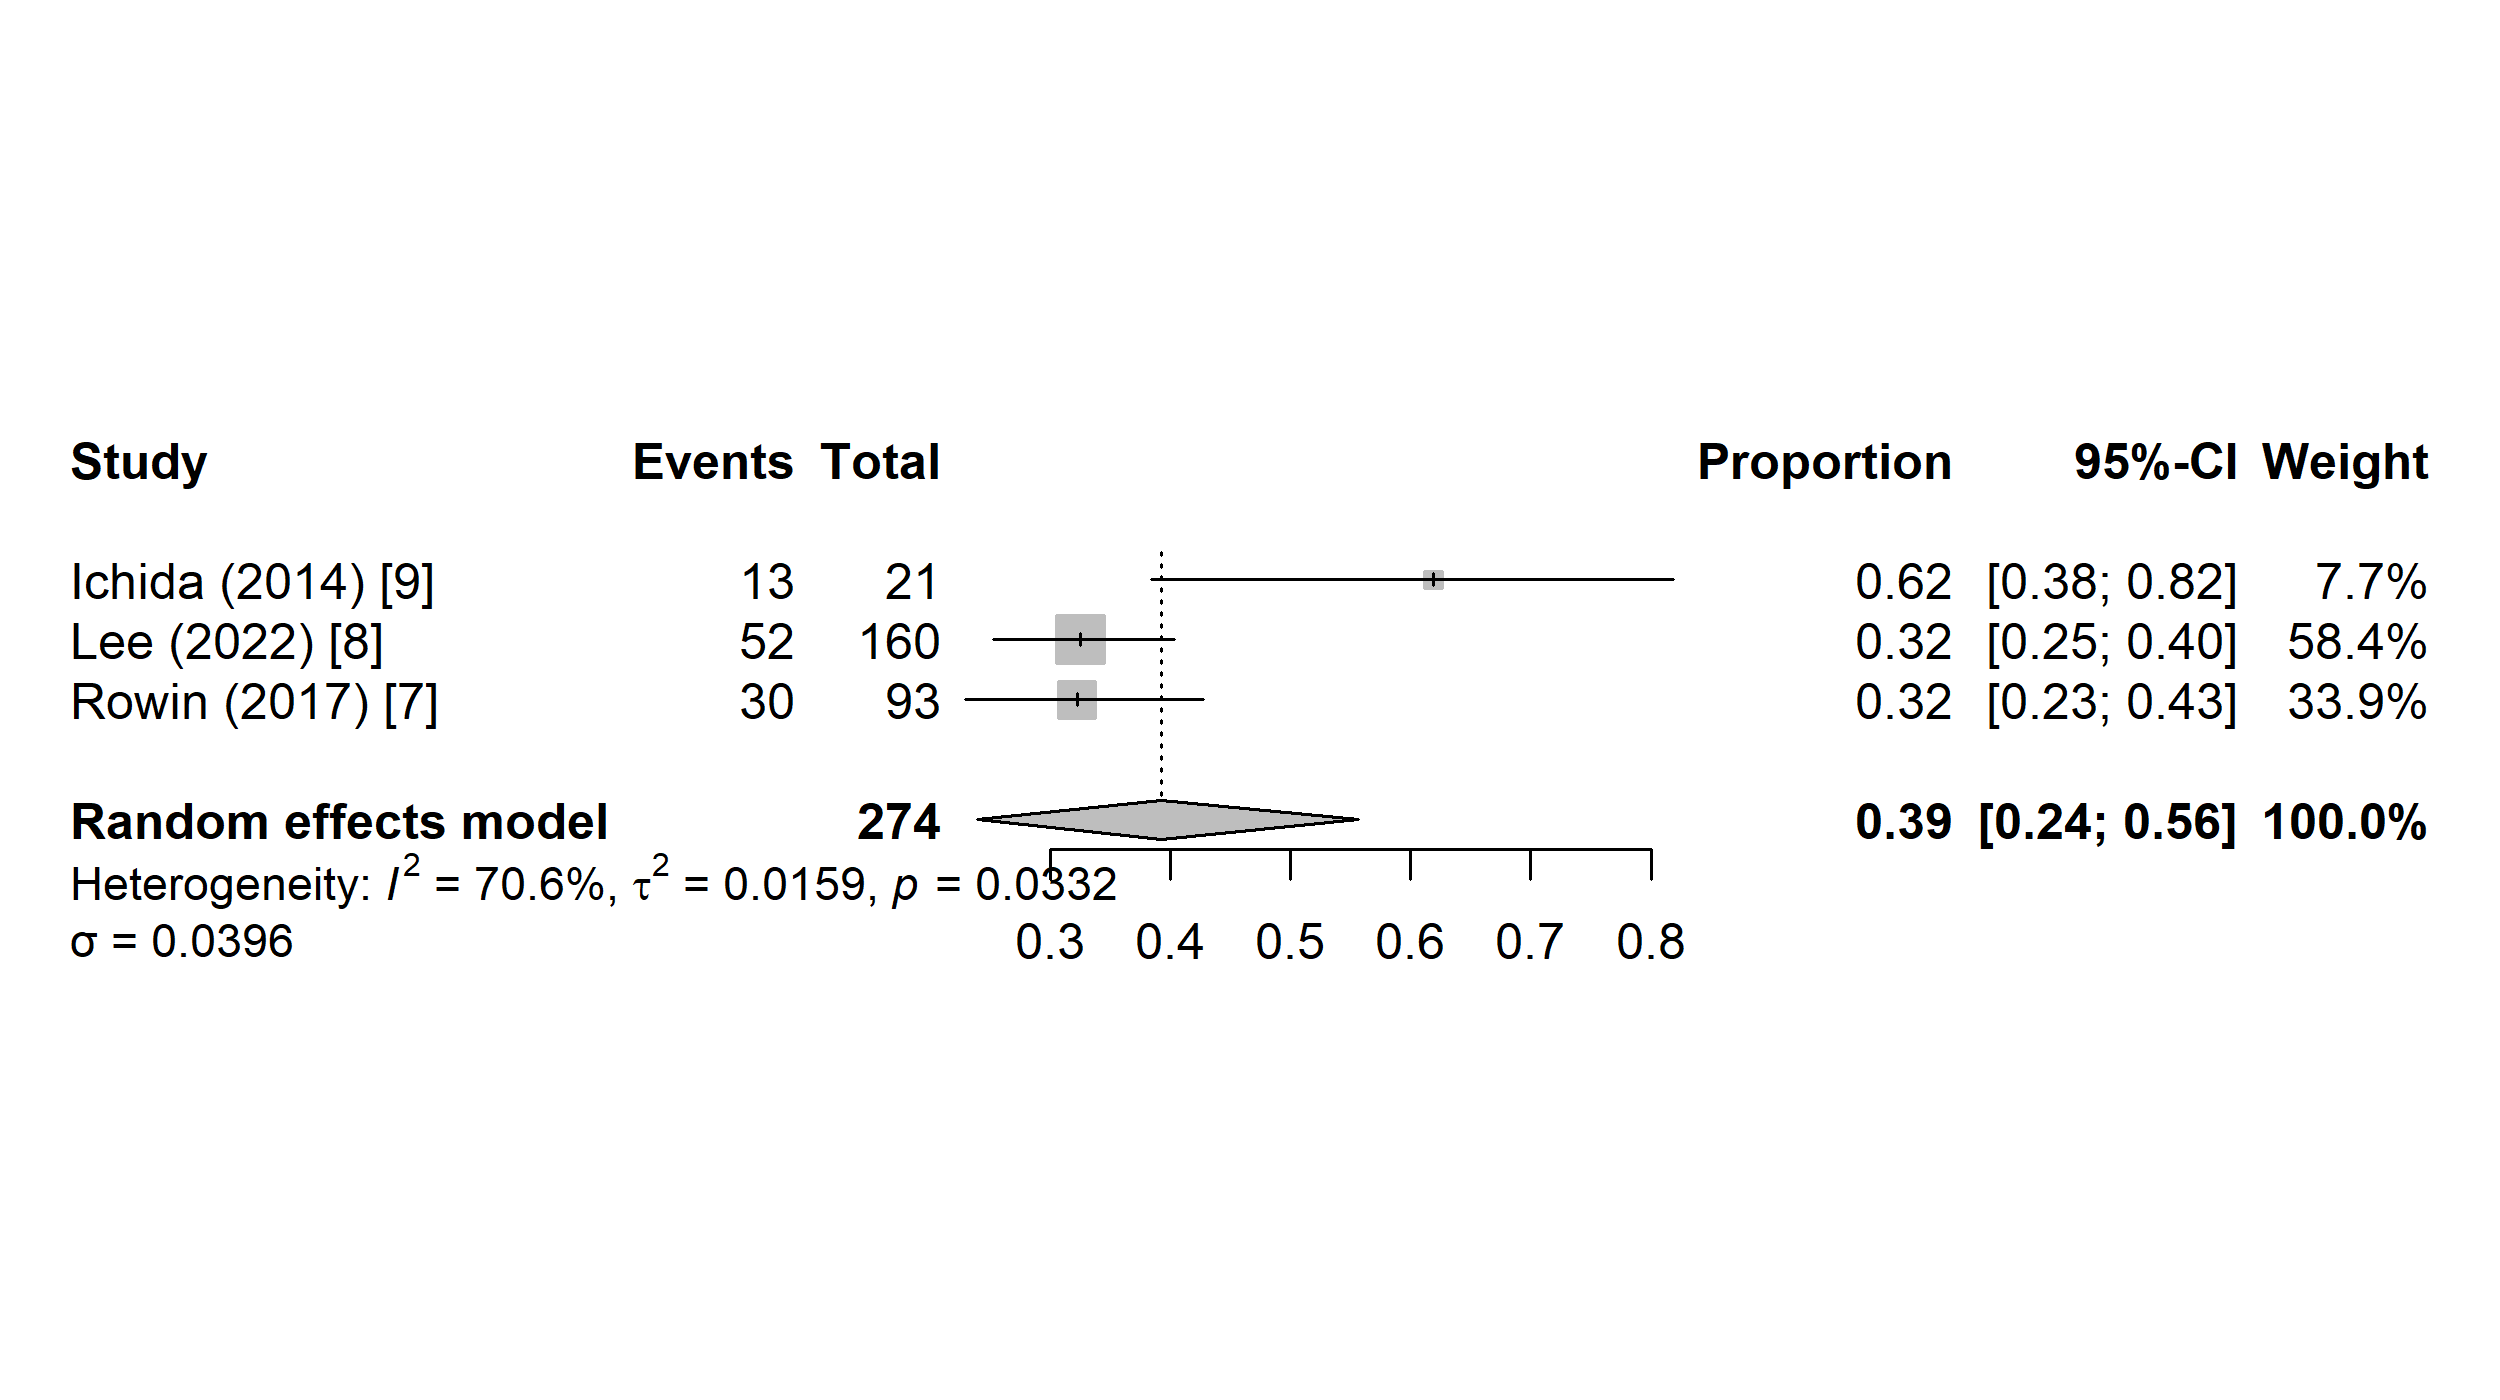 Study Events Total Proportion 95%-CI Weight
Ichida (2014) [9] 13 21 0.62 [0.38; 0.82] 7.7%
Lee (2022) [8] 52 160 0.32 [0.25; 0.40] 58.4%
Rowin (2017) [7] 30 93 0.32 [0.23; 0.43] 33.9%
Random effects model 274 0.39 [0.24; 0.56] 100.0%
Heterogeneity: I² = 70.6%, τ² = 0.0159, p = 0.0332
σ = 0.0396 0.3 0.4 0.5 0.6 0.7 0.8